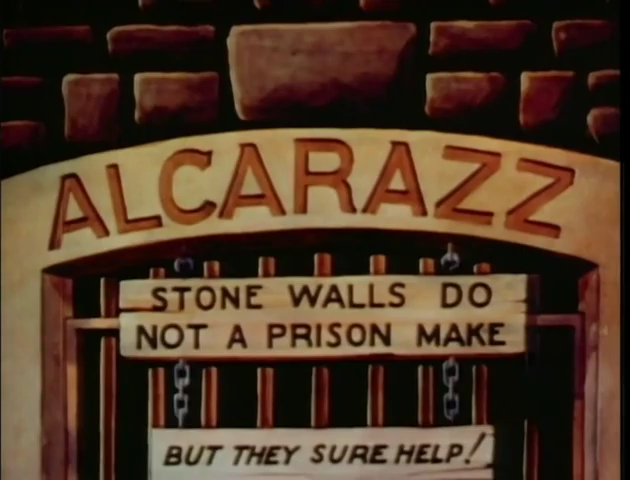 ALCARAZZ
STONE WALLS DO
NOT A PRISON MAKE
BUT THEY SURE HELP!